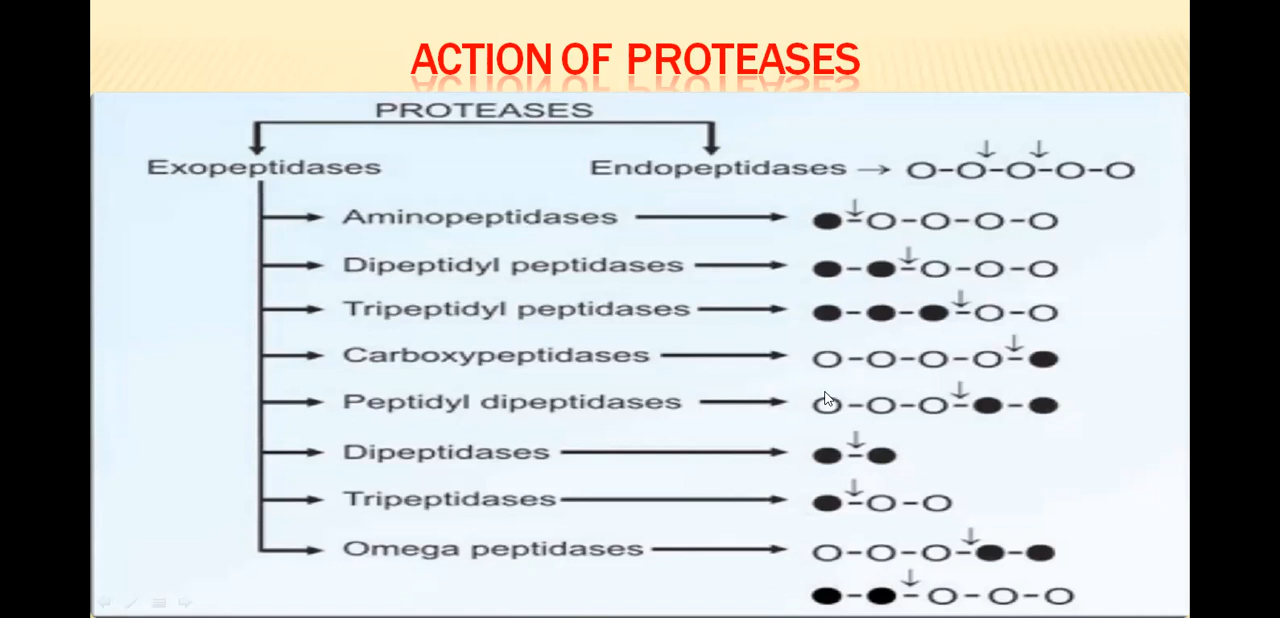 ACTION OF PROTEASES
PROTEASES
Exopeptidases
Endopeptidases
Aminopeptidases
Dipeptidyl peptidases
Tripeptidyl peptidases
Carboxypeptidases
Peptidyl dipeptidases
Dipeptidases
Tripeptidases
Omega peptidases